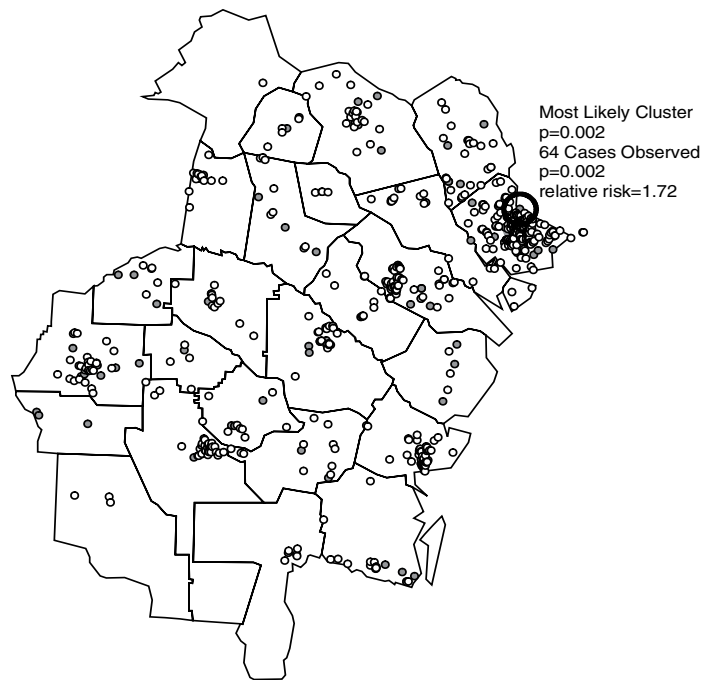 Most Likely Cluster
p=0.002
64 Cases Observed
p=0.002
relative risk=1.72